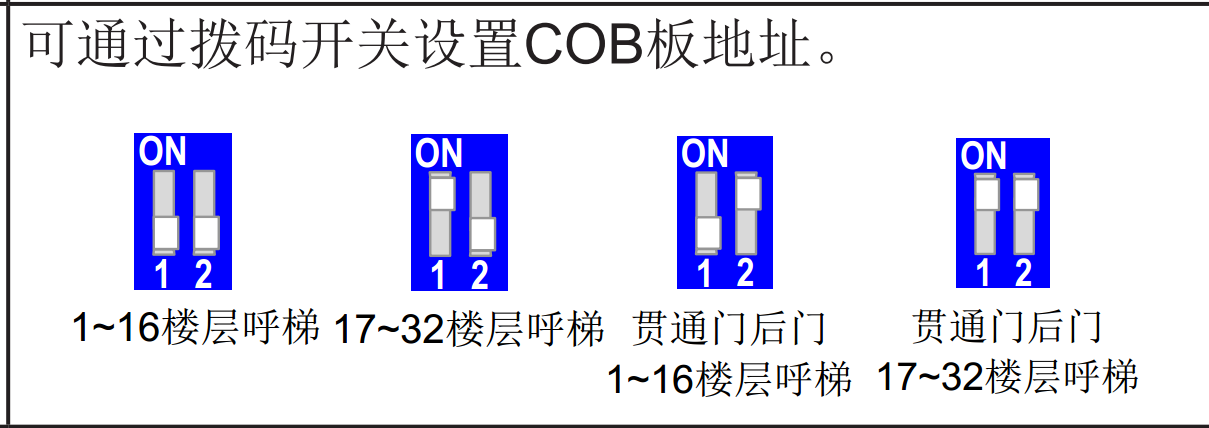 可通过拨码开关设置COB板地址。
ON ON ON ON
1 2 1 2 1 2 1 2
1~16楼层呼梯 17~32楼层呼梯 贯通门后门 贯通门后门
1~16楼层呼梯 17~32楼层呼梯